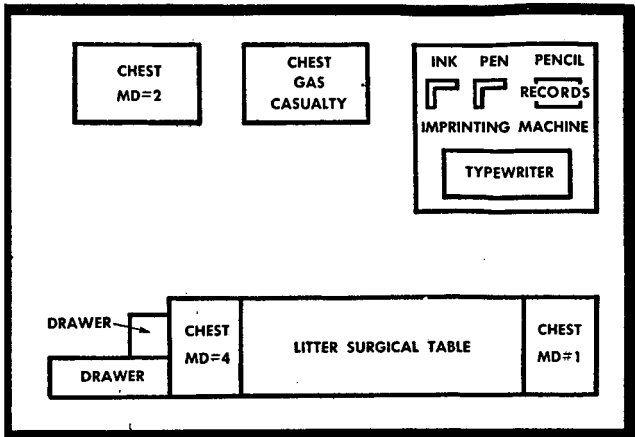 CHEST
MD=2
CHEST
GAS
CASUALTY
INK PEN PENCIL
RECORDS
IMPRINTING MACHINE
TYPEWRITER
DRAWER
CHEST
MD=4
LITTER SURGICAL TABLE
CHEST
MD#1
DRAWER